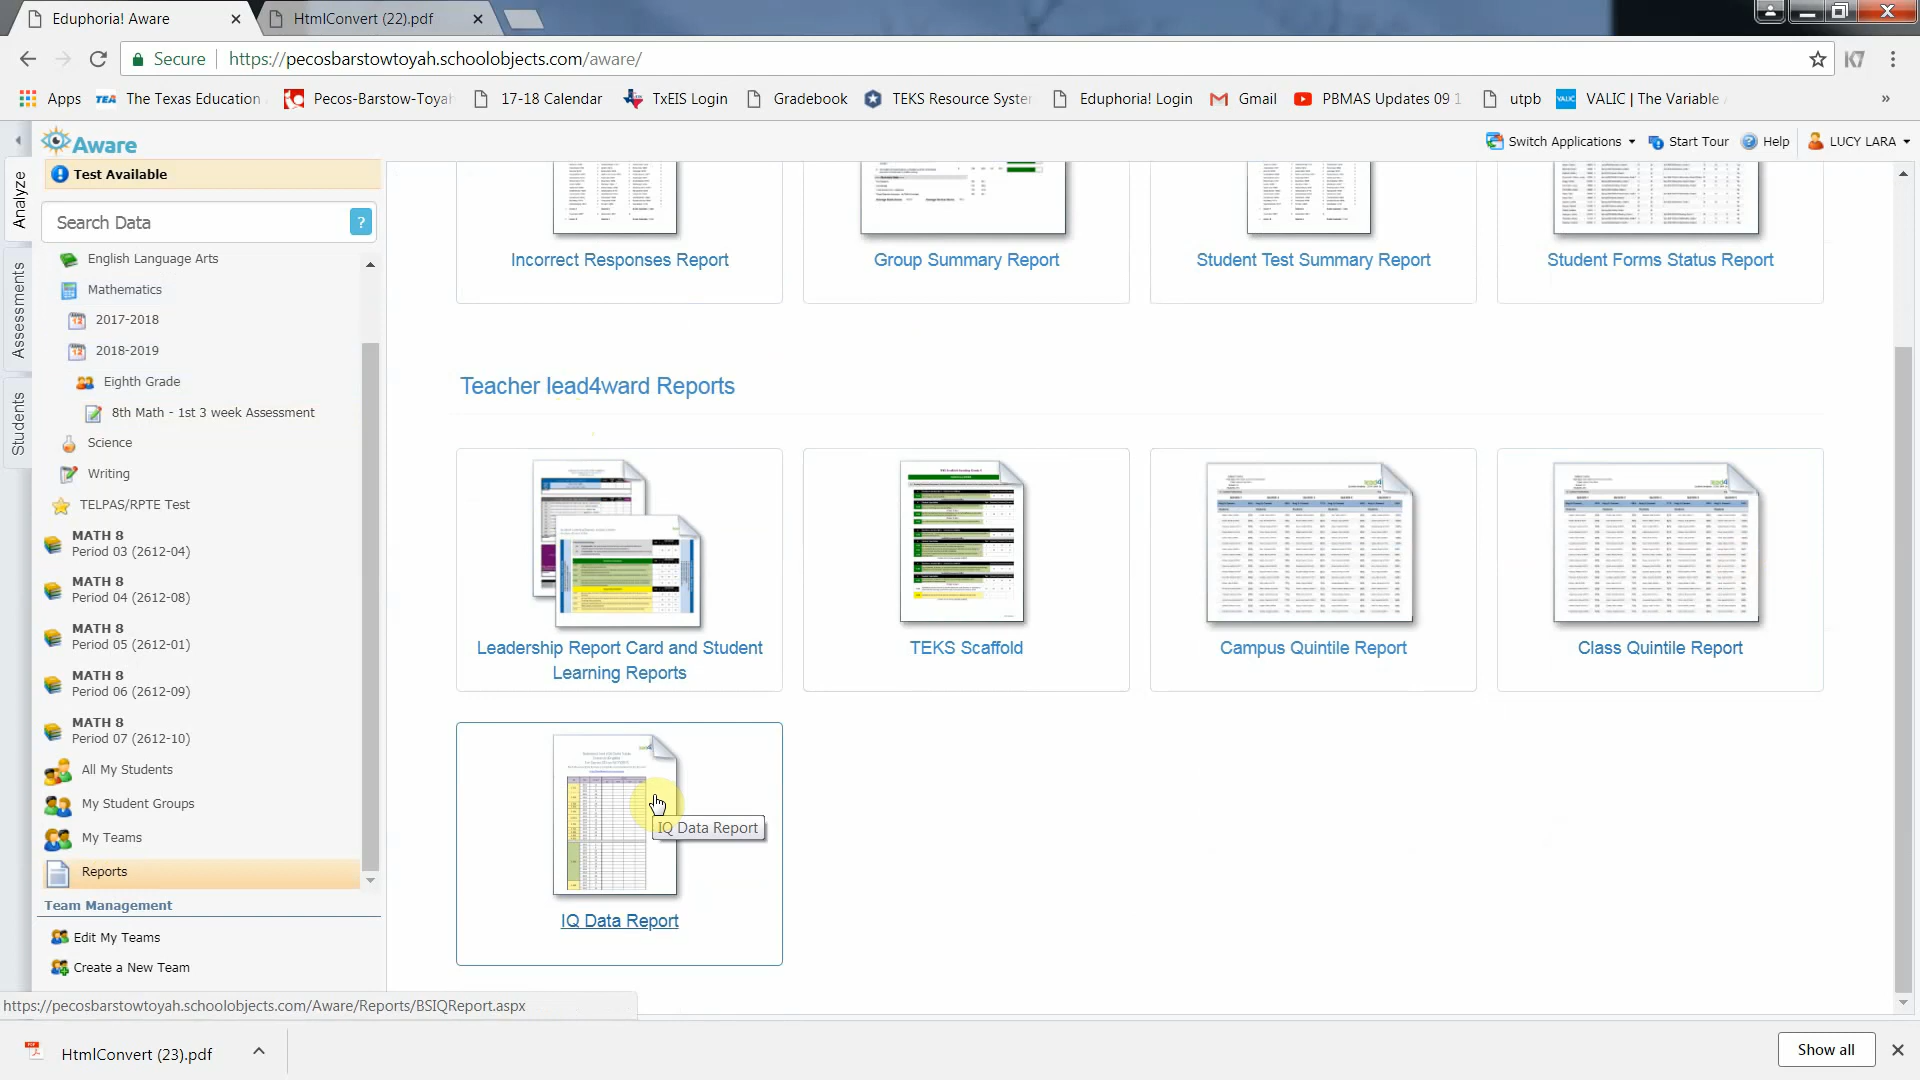 Eduphoria! Aware
HtmlConvert (22).pdf
Secure
https://pecosbarstowtoyah.schoolobjects.com/aware/
Apps
TEA The Texas Education
Pecos-Barstow-Toyah
17-18 Calendar
TxEIS Login
Gradebook
TEKS Resource Syste
Eduphoria! Login
Gmail
PBMAS Updates 09 1
utpb
VALIC | The Variable
Aware
Switch Applications
Start Tour
Help
LUCY LARA
Analyze
Assessments
Students
Test Available
Search Data
?
English Language Arts
Mathematics
2017-2018
2018-2019
Eighth Grade
8th Math - 1st 3 week Assessment
Science
Writing
TELPAS/RPTE Test
MATH 8
Period 03 (2612-04)
MATH 8
Period 04 (2612-08)
MATH 8
Period 05 (2612-01)
MATH 8
Period 06 (2612-09)
MATH 8
Period 07 (2612-10)
All My Students
My Student Groups
My Teams
Reports
Team Management
Edit My Teams
Create a New Team
Incorrect Responses Report
Group Summary Report
Student Test Summary Report
Student Forms Status Report
Teacher lead4ward Reports
Leadership Report Card and Student
Learning Reports
TEKS Scaffold
Campus Quintile Report
Class Quintile Report
IQ Data Report
IQ Data Report
https://pecosbarstowtoyah.schoolobjects.com/Aware/Reports/BSIQReport.aspx
HtmlConvert (23).pdf
Show all